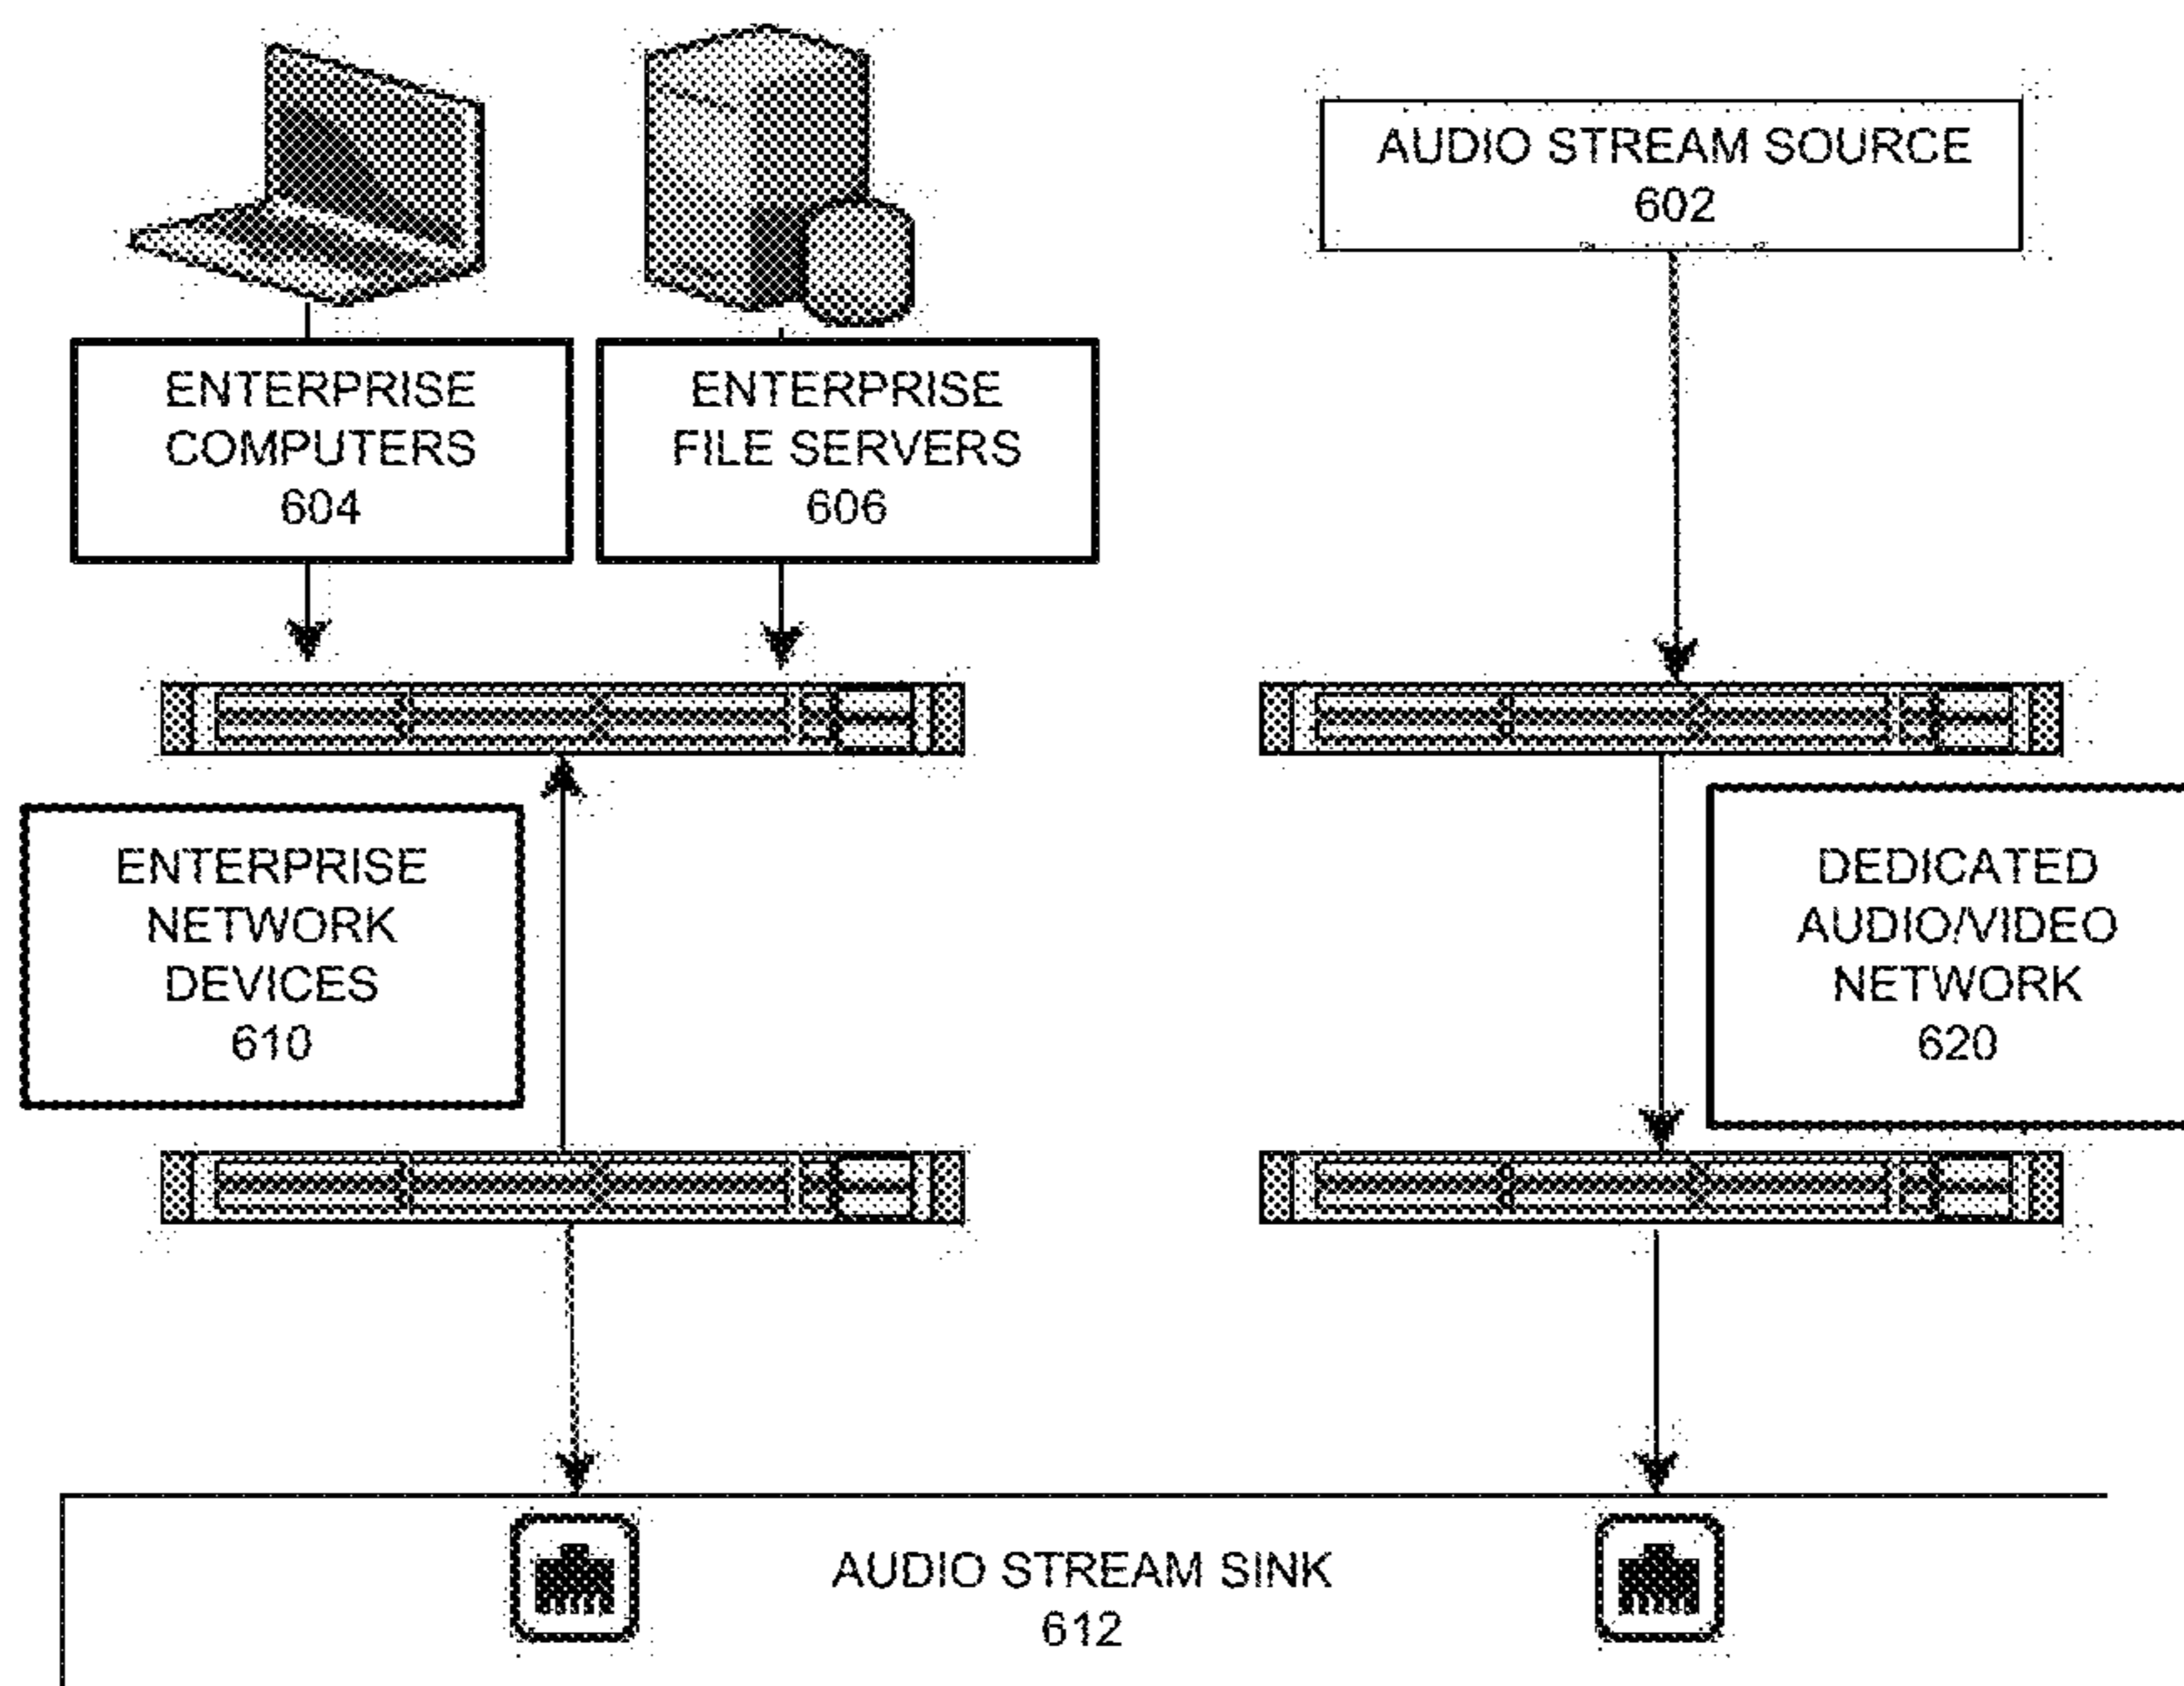 AUDIO STREAM SOURCE
602
ENTERPRISE
COMPUTERS
604
ENTERPRISE
FILE SERVERS
606
ENTERPRISE
NETWORK
DEVICES
610
DEDICATED
AUDIO/VIDEO
NETWORK
620
AUDIO STREAM SINK
612